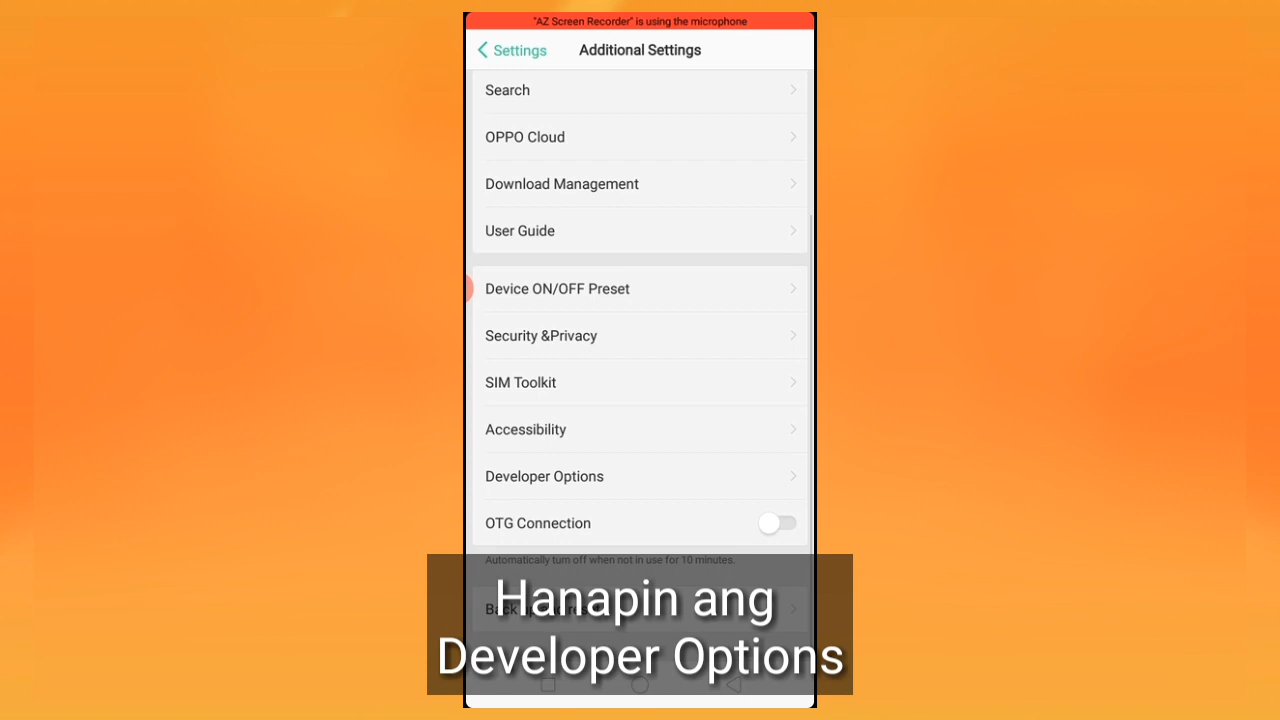 "AZ Screen Recorder" is using the microphone
Settings
Additional Settings
Search
OPPO Cloud
Download Management
User Guide
Device ON/OFF Preset
Security &Privacy
SIM Toolkit
Accessibility
Developer Options
OTG Connection
Automatically turn off when not in use for 10 minutes.
Hanapin ang
Developer Options